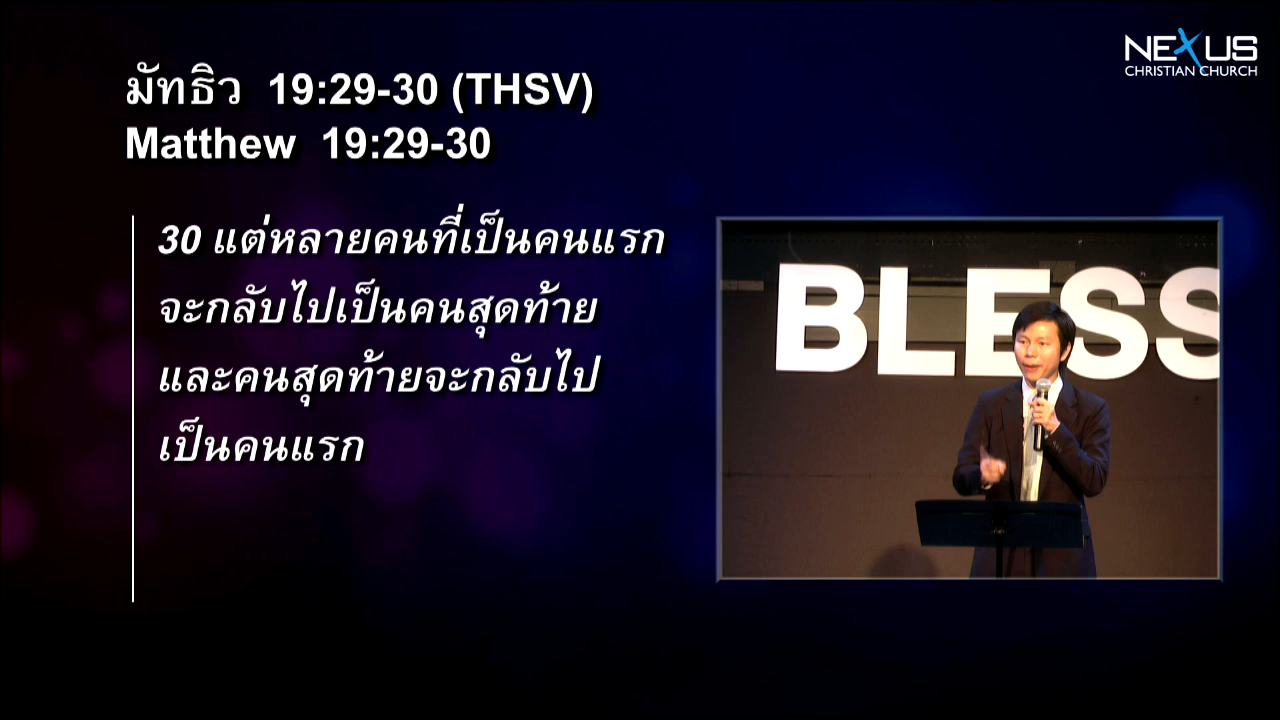 NEXUS
CHRISTIAN CHURCH
มัทธิว 19:29-30 (THSV)
Matthew 19:29-30
30 แต่หลายคนที่เป็นคนแรก
จะกลับไปเป็นคนสุดท้าย
และคนสุดท้ายจะกลับไป
เป็นคนแรก
BLESS